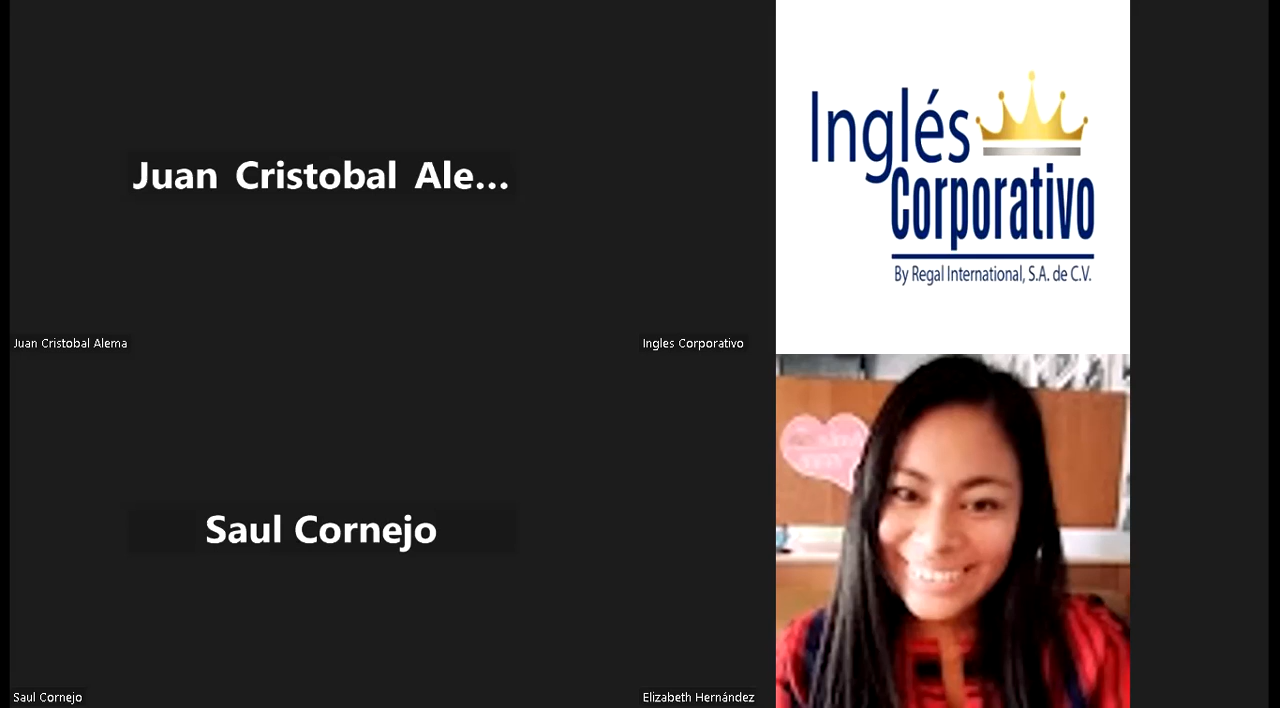 Juan Cristobal Ale...
Juan Cristobal Alema
Inglés
Corporativo
By Regal International, S.A. de C.V.
Ingles Corporativo
Saul Cornejo
Saul Cornejo
Elizabeth Hernández